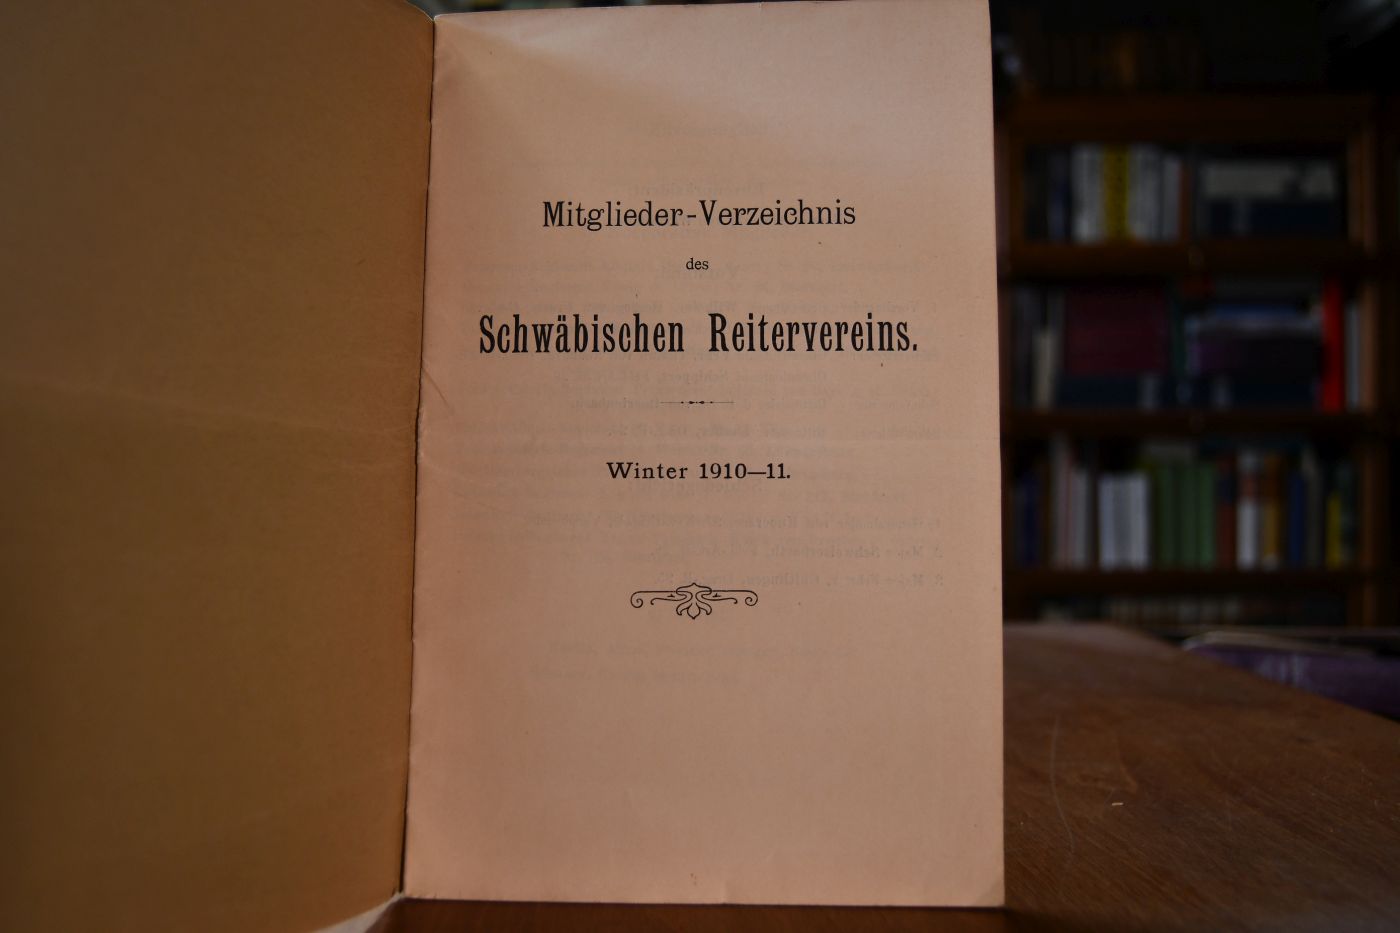 Mitglieder-Verzeichnis
des
Schwäbischen Reitervereins.
Winter 1910—11.